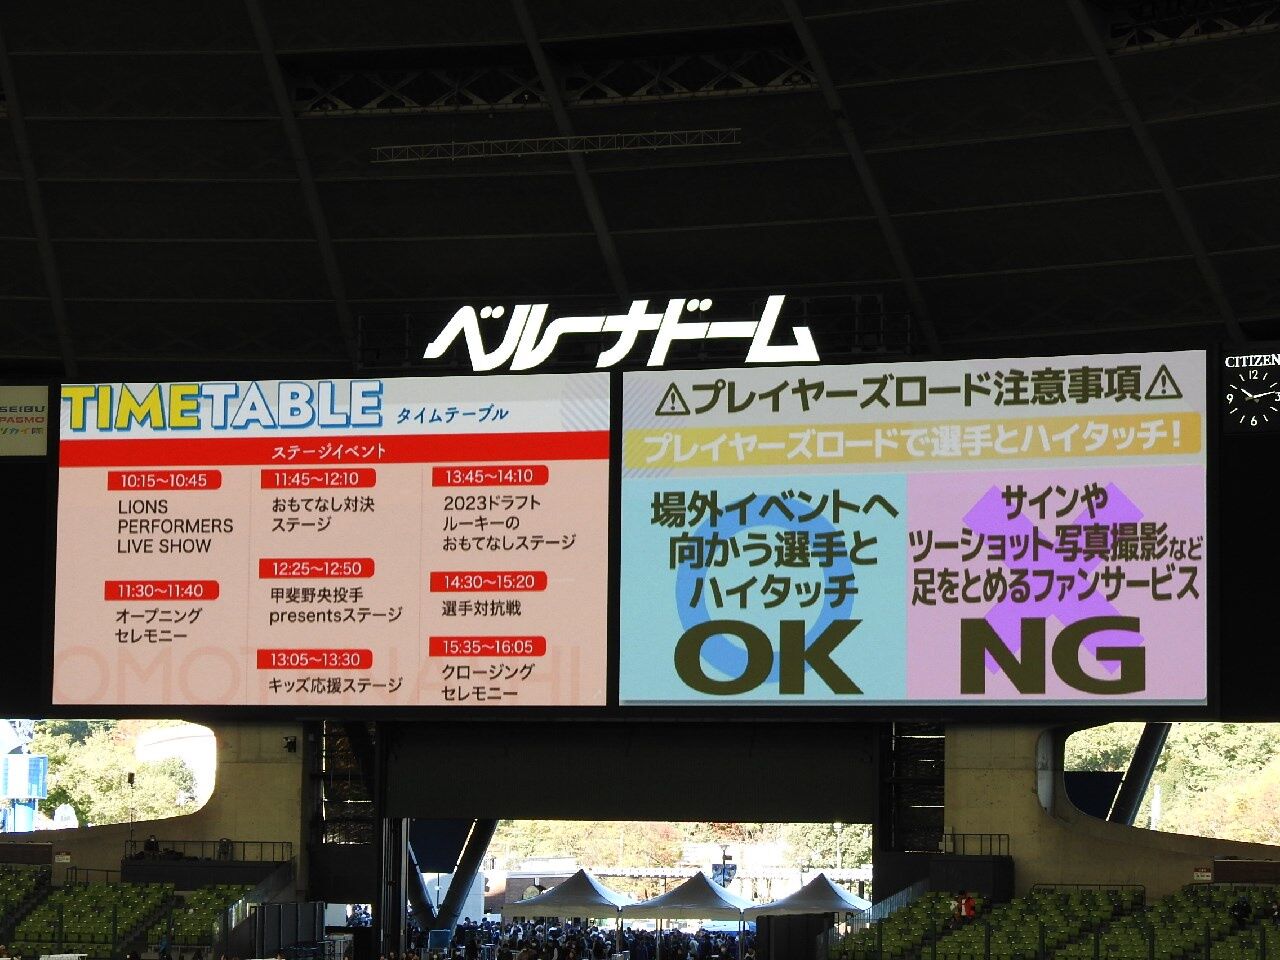 ベルーナドーム
TIMETABLE タイムテーブル
ステージイベント
10:15～10:45
LIONS
PERFORMERS
LIVE SHOW
11:30～11:40
オープニング
セレモニー
11:45～12:10
おもてなし対決
ステージ
12:25～12:50
甲斐野央投手
presentsステージ
13:05～13:30
キッズ応援ステージ
13:45～14:10
2023ドラフト
ルーキーの
おもてなしステージ
14:30～15:20
選手対抗戦
15:35～16:05
クロージング
セレモニー
プレイヤーズロード注意事項
プレイヤーズロードで選手とハイタッチ!
場外イベントへ
向かう選手と
ハイタッチ
OK
サインや
ツーショット写真撮影など
足をとめるファンサービス
NG
CITIZEN
12
9 3
6
SEIBU
PASMO